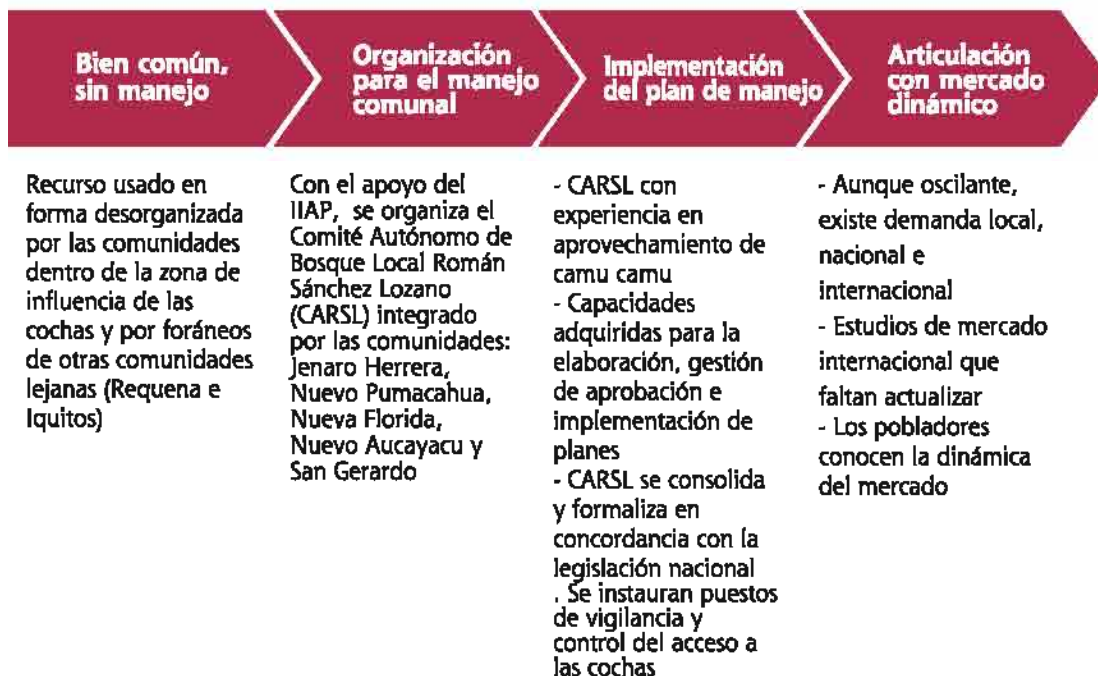 Bien común,
sin manejo
Organización
para el manejo
comunal
Implementación
del plan de manejo
Articulación
con mercado
dinámico
Recurso usado en
forma desorganizada
por las comunidades
dentro de la zona de
influencia de las
cochas y por foráneos
de otras comunidades
lejanas (Requena e
Iquitos)
Con el apoyo del
IIAP, se organiza el
Comité Autónomo de
Bosque Local Román
Sánchez Lozano
(CARSL) integrado
por las comunidades:
Jenaro Herrera,
Nuevo Pumacahua,
Nueva Florida,
Nuevo Aucayacu y
San Gerardo
- CARSL con
experiencia en
aprovechamiento de
camu camu
- Capacidades
adquiridas para la
elaboración, gestión
de aprobación e
implementación de
planes
- CARSL se consolida
y formaliza en
concordancia con la
legislación nacional
. Se instauran puestos
de vigilancia y
control del acceso a
las cochas
- Aunque oscilante,
existe demanda local,
nacional e
internacional
- Estudios de mercado
internacional que
faltan actualizar
- Los pobladores
conocen la dinámica
del mercado